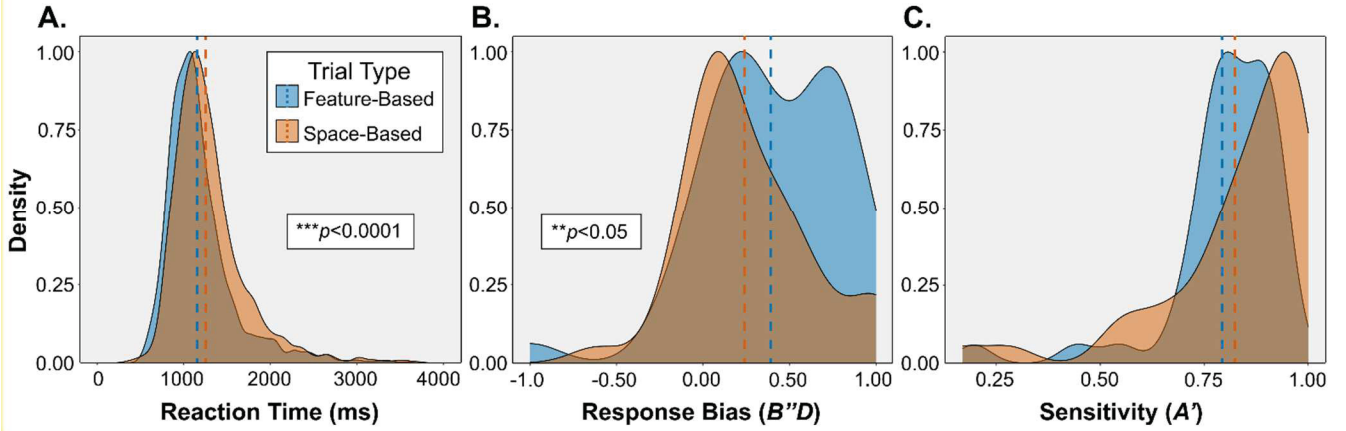 A.
B.
C.
Density
1.00
0.75
0.50
0.25
0.00
Trial Type
Feature-Based
Space-Based
***p<0.0001
0 1000 2000 3000 4000
Reaction Time (ms)
1.00
0.75
0.50
0.25
0.00
**p<0.05
-1.0 -0.50 0.00 0.50 1.00
Response Bias (B”D)
1.00
0.75
0.50
0.25
0.00
0.25 0.50 0.75 1.00
Sensitivity (A’)